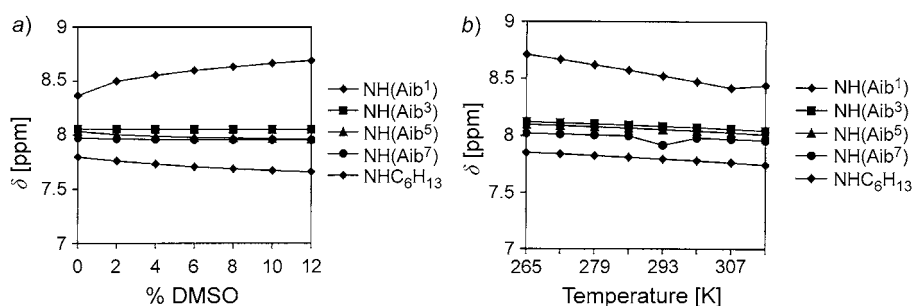 a)
9
8.5
8
7.5
7
δ [ppm]
0 2 4 6 8 10 12
% DMSO
NH(Aib¹)
NH(Aib³)
NH(Aib⁵)
NH(Aib⁷)
NHC₆H₁₃
b)
9
8.5
8
7.5
7
δ [ppm]
265 279 293 307
Temperature [K]
NH(Aib¹)
NH(Aib³)
NH(Aib⁵)
NH(Aib⁷)
NHC₆H₁₃